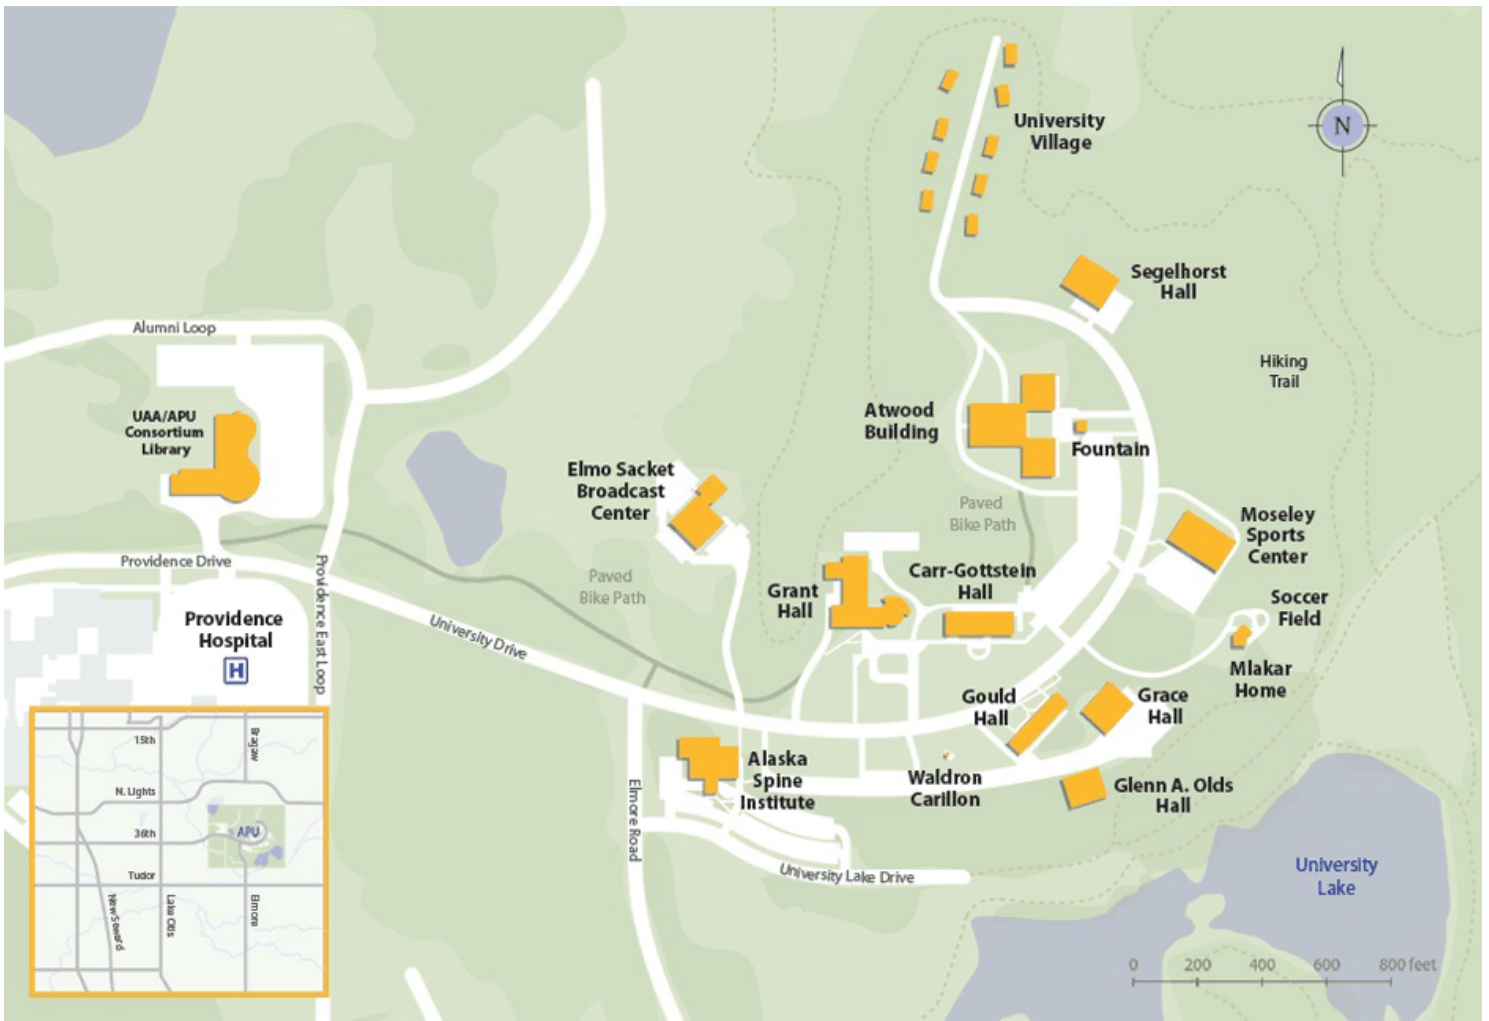 University
Village
N
Segelhorst
Hall
Alumni Loop
Hiking
Trail
UAA/APU
Consortium
Library
Atwood
Building
Fountain
Elmo Sacket
Broadcast
Center
Paved
Bike Path
Moseley
Sports
Center
Providence Drive
Providence East Loop
Paved
Bike Path
Grant
Hall
Carr-Gottstein
Hall
Soccer
Field
Providence
Hospital
H
University Drive
Mlakar
Home
Gould
Hall
Grace
Hall
15th
Bragaw
N. Lights
36th
APU
Tudor
New Seward
Lake Otis
Elmore
Elmore Road
Alaska
Spine
Institute
Waldron
Carillon
Glenn A. Olds
Hall
University Lake Drive
University
Lake
0 200 400 600 800 feet